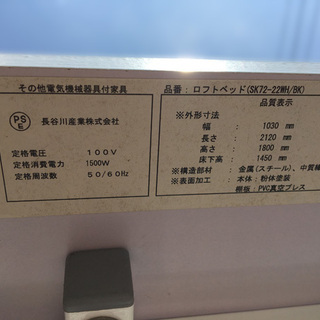 その他電気機械器具付家具
PS
E
長谷川産業株式会社
定格電圧 100V
定格消費電力 1500W
定格周波数 50/60Hz
品番：ロフトベッド(SK72-22WH/BK)
品質表示
※外形寸法
幅 ： 1030 mm
奥行き ： 2120 mm
高さ ： 1800 mm
床下高 ： 1450 mm
※構造部材 ： 金属(スチール)、中質繊
※表面加工 ： 本体：粉体塗装
棚板：PVC真空プレス